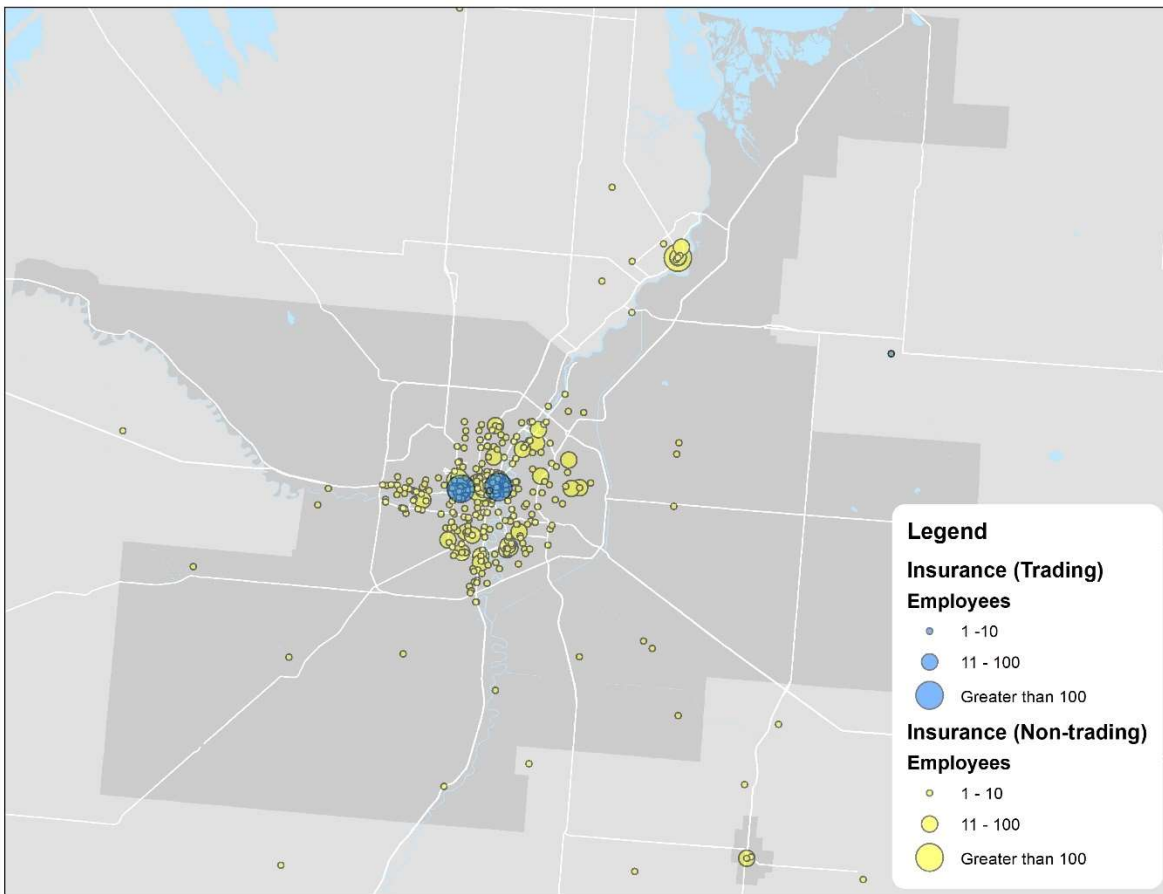 Legend
Insurance (Trading)
Employees
1 -10
11 - 100
Greater than 100
Insurance (Non-trading)
Employees
1 - 10
11 - 100
Greater than 100